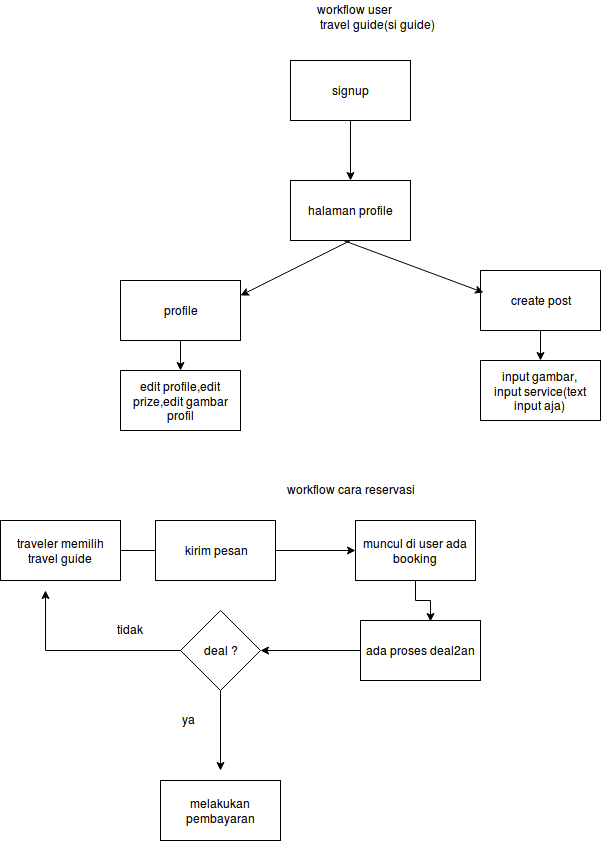 workflow user
travel guide(si guide)
signup
halaman profile
profile
create post
edit profile,edit
prize,edit gambar
profil
input gambar,
input service(text
input aja)
workflow cara reservasi
traveler memilih
travel guide
kirim pesan
muncul di user ada
booking
tidak
deal ?
ada proses deal2an
ya
melakukan
pembayaran